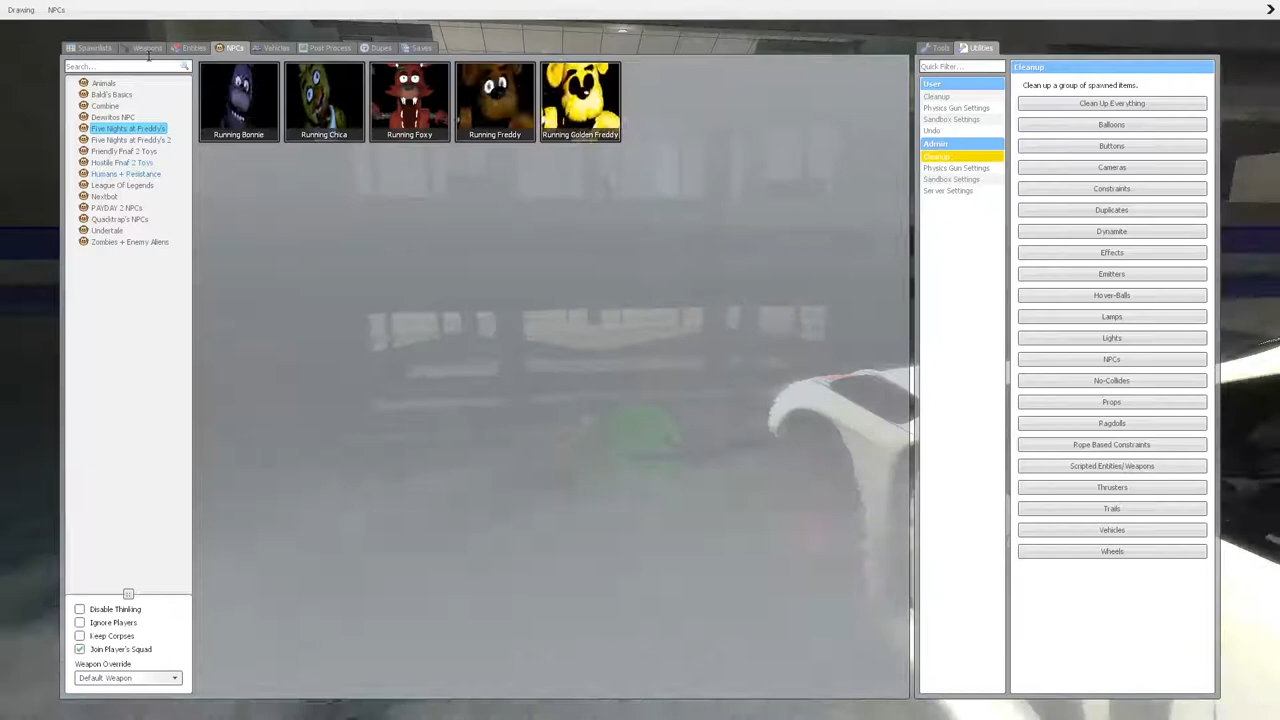 Drawing NPCs
Spawnlists Weapons Entities NPCs Vehicles Post Process Dupes Saves
Search...
Animals
Baldi's Basics
Combine
Dewritos NPC
Five Nights at Freddy's
Five Nights at Freddy's 2
Friendly Fnaf 2 Toys
Hostile Fnaf 2 Toys
Humans + Resistance
League Of Legends
Nextbot
PAYDAY 2 NPCs
Quacktrap's NPCs
Undertale
Zombies + Enemy Aliens
Disable Thinking
Ignore Players
Keep Corpses
Join Player's Squad
Weapon Override
Default Weapon
Running Bonnie
Running Chica
Running Foxy
Running Freddy
Running Golden Freddy
Tools Utilities
Quick Filter...
User
Cleanup
Physics Gun Settings
Sandbox Settings
Undo
Admin
Cleanup
Physics Gun Settings
Sandbox Settings
Server Settings
Cleanup
Clean up a group of spawned items.
Clean Up Everything
Balloons
Buttons
Cameras
Constraints
Duplicates
Dynamite
Effects
Emitters
Hover-Balls
Lamps
Lights
NPCs
No-Collides
Props
Ragdolls
Rope Based Constraints
Scripted Entities/Weapons
Thrusters
Trails
Vehicles
Wheels